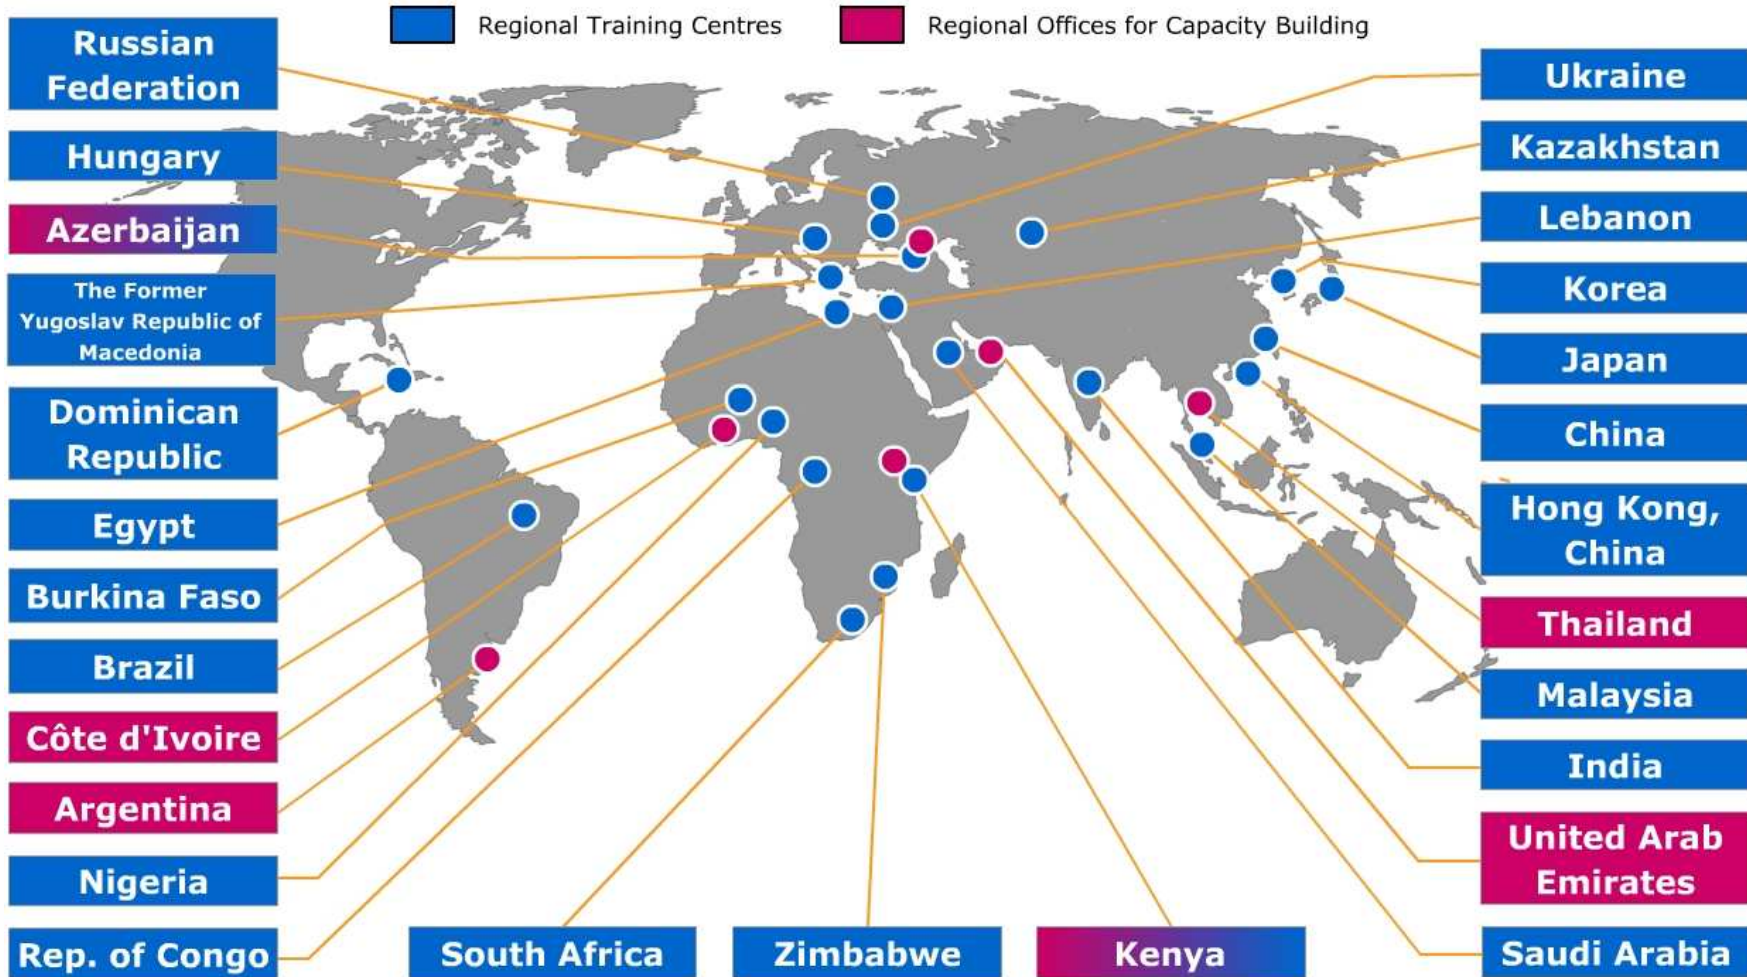 Regional Training Centres
Regional Offices for Capacity Building
Russian
Federation
Hungary
Azerbaijan
The Former
Yugoslav Republic of
Macedonia
Dominican
Republic
Egypt
Burkina Faso
Brazil
Côte d'Ivoire
Argentina
Nigeria
Rep. of Congo
South Africa
Zimbabwe
Kenya
Ukraine
Kazakhstan
Lebanon
Korea
Japan
China
Hong Kong,
China
Thailand
Malaysia
India
United Arab
Emirates
Saudi Arabia